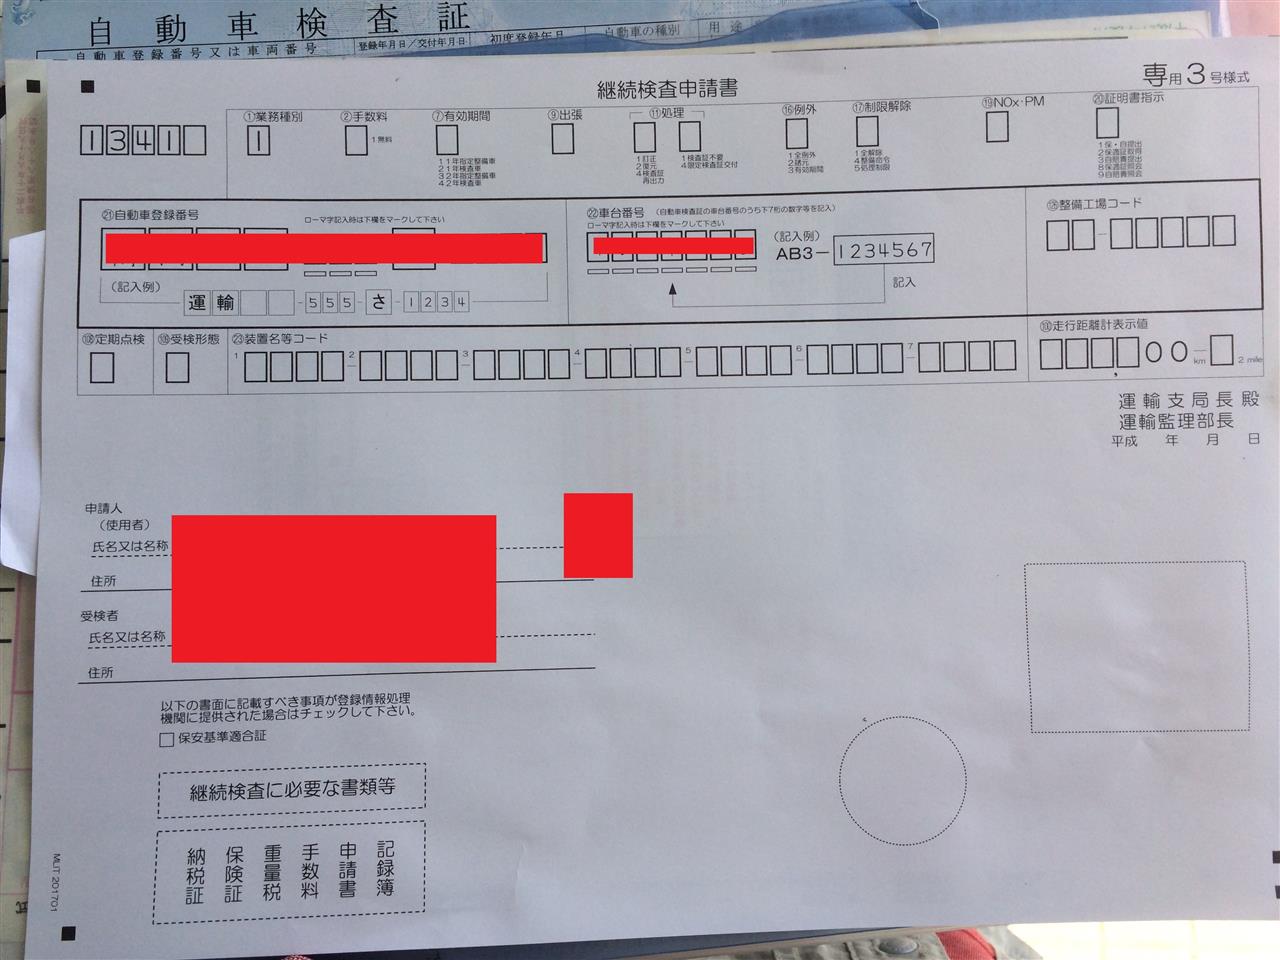 自動車検査証
自動車登録番号又は車両番号 登録年月日/交付年月日 初度登録年月 自動車の種別 用途
継続検査申請書
専用3号様式
1341
①業務種別
1
②手数料
1無料
⑦有効期間
1 1年指定整備車
2 1年検査車
3 2年指定整備車
4 2年検査車
⑨出張
⑪処理
1訂正
2復元
4検査証
再出力
1検査証不要
4限定検査証交付
⑯例外
1全例外
2諸元
3有効期間
⑰制限解除
1全解除
4整備命令
5処理制限
⑲NOx・PM
⑳証明書指示
1保・自提出
2保適証取得
3自賠責提出
8保適証照会
9自賠責照会
㉑自動車登録番号
ローマ字記入時は下欄をマークして下さい
(記入例)
運輸 - 555 - さ - 1234
㉒車台番号 (自動車検査証の車台番号のうち下7桁の数字等を記入)
ローマ字記入時は下欄をマークして下さい
(記入例)
AB3-1234567
記入
整備工場コード
定期点検
受検形態
㉓装置名等コード
1 2 3 4 5 6 7
⑩⓪走行距離計表示値
,00 km 2 mile
運輸支局長殿
運輸監理部長
平成 年 月 日
申請人
(使用者)
氏名又は名称
住所
受検者
氏名又は名称
住所
以下の書面に記載すべき事項が登録情報処理
機関に提供された場合はチェックして下さい。
保安基準適合証
継続検査に必要な書類等
納税証
保険証
重量税
手数料
申請書
記録簿
MLIT 201701